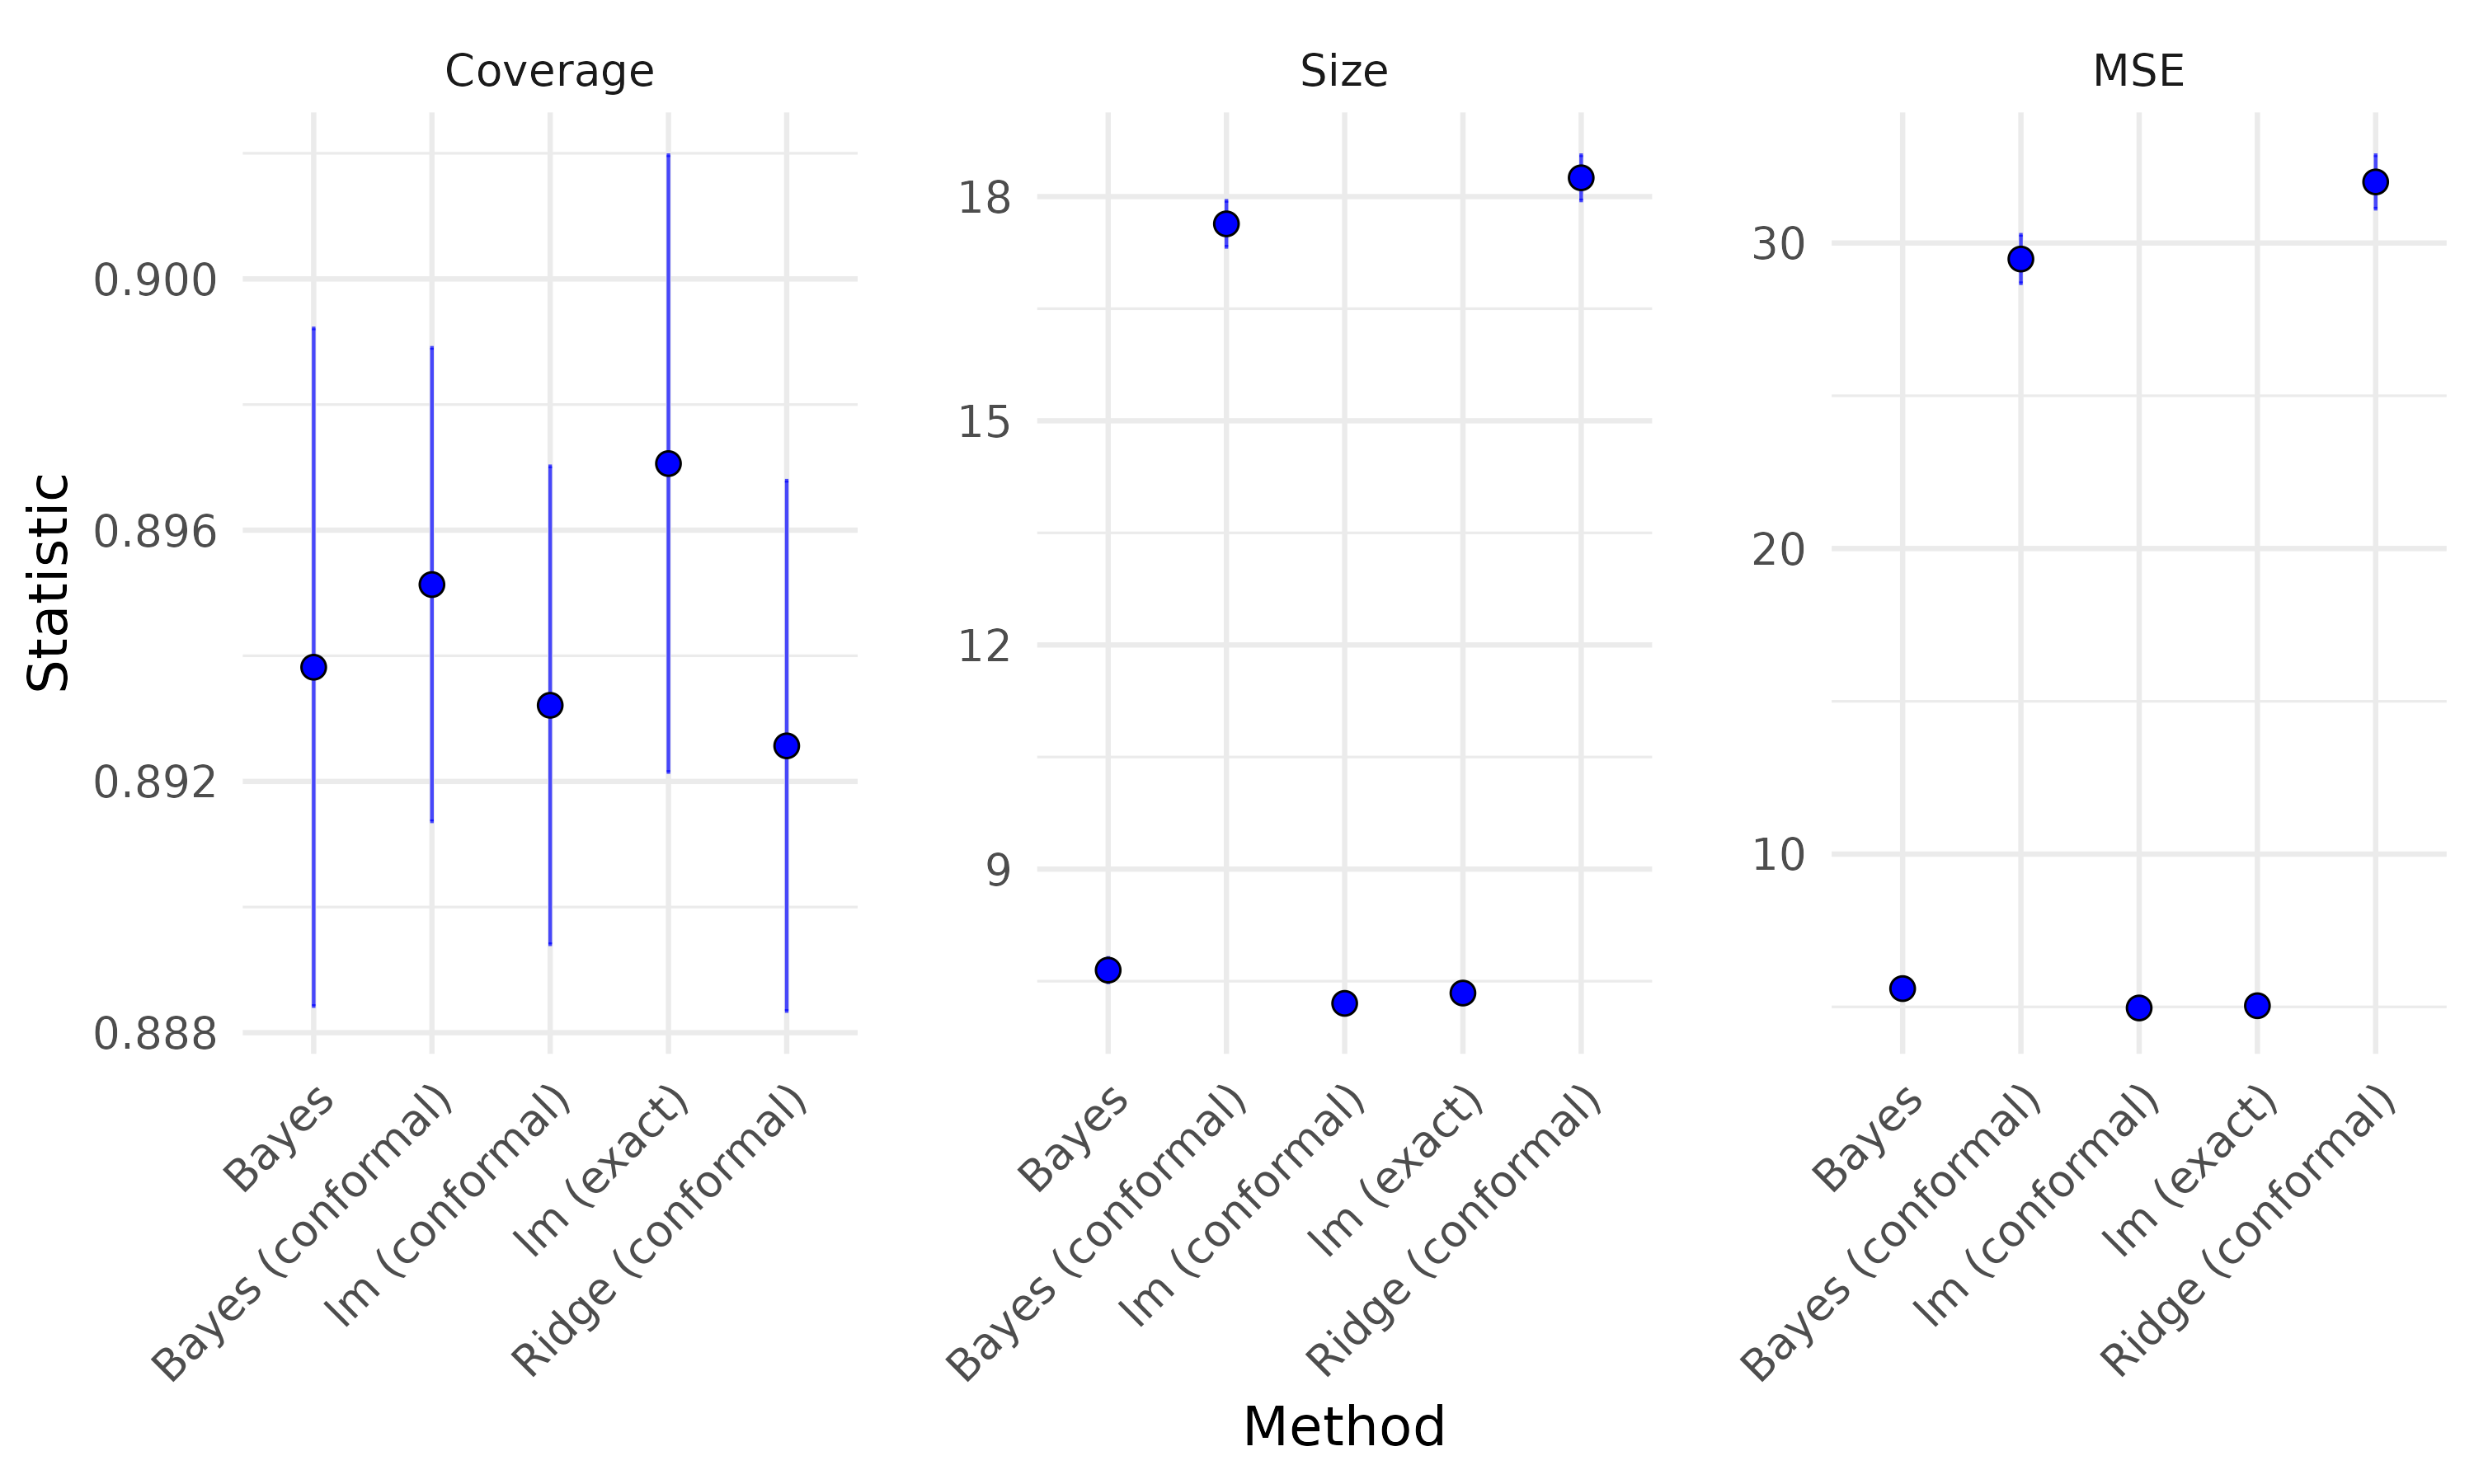 Coverage
Size
MSE
Statistic
0.900
0.896
0.892
0.888
18
15
12
9
30
20
10
Bayes
Bayes (conformal)
lm (conformal)
lm (exact)
Ridge (conformal)
Bayes
Bayes (conformal)
lm (conformal)
lm (exact)
Ridge (conformal)
Bayes
Bayes (conformal)
lm (conformal)
lm (exact)
Ridge (conformal)
Method